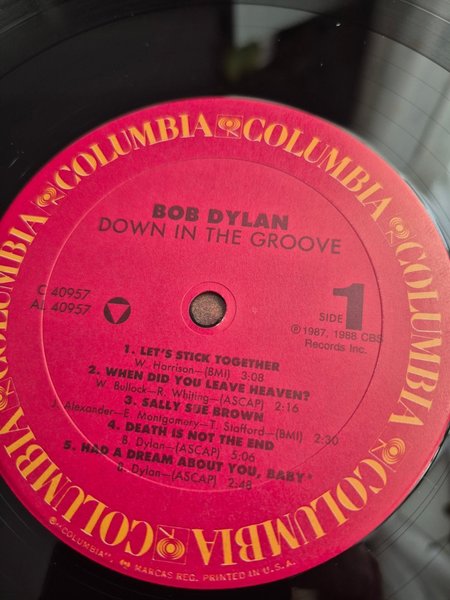 COLUMBIA COLUMBIA COLUMBIA COLUMBIA COLUMBIA COLUMBIA COLUMBIA
BOB DYLAN
DOWN IN THE GROOVE
C 40957
AL 40957
SIDE 1
℗ 1987, 1988 CBS
Records Inc.
1. LET'S STICK TOGETHER
W. Harrison—(BMI) 3:08
2. WHEN DID YOU LEAVE HEAVEN?
W. Bullock—R. Whiting—(ASCAP) 2:16
3. SALLY SUE BROWN
J. Alexander—E. Montgomery—T. Stafford—(BMI) 2:30
4. DEATH IS NOT THE END
B. Dylan—(ASCAP) 5:06
5. HAD A DREAM ABOUT YOU, BABY*
B. Dylan—(ASCAP) 2:48
©"COLUMBIA", MARCAS REG. PRINTED IN U.S.A.